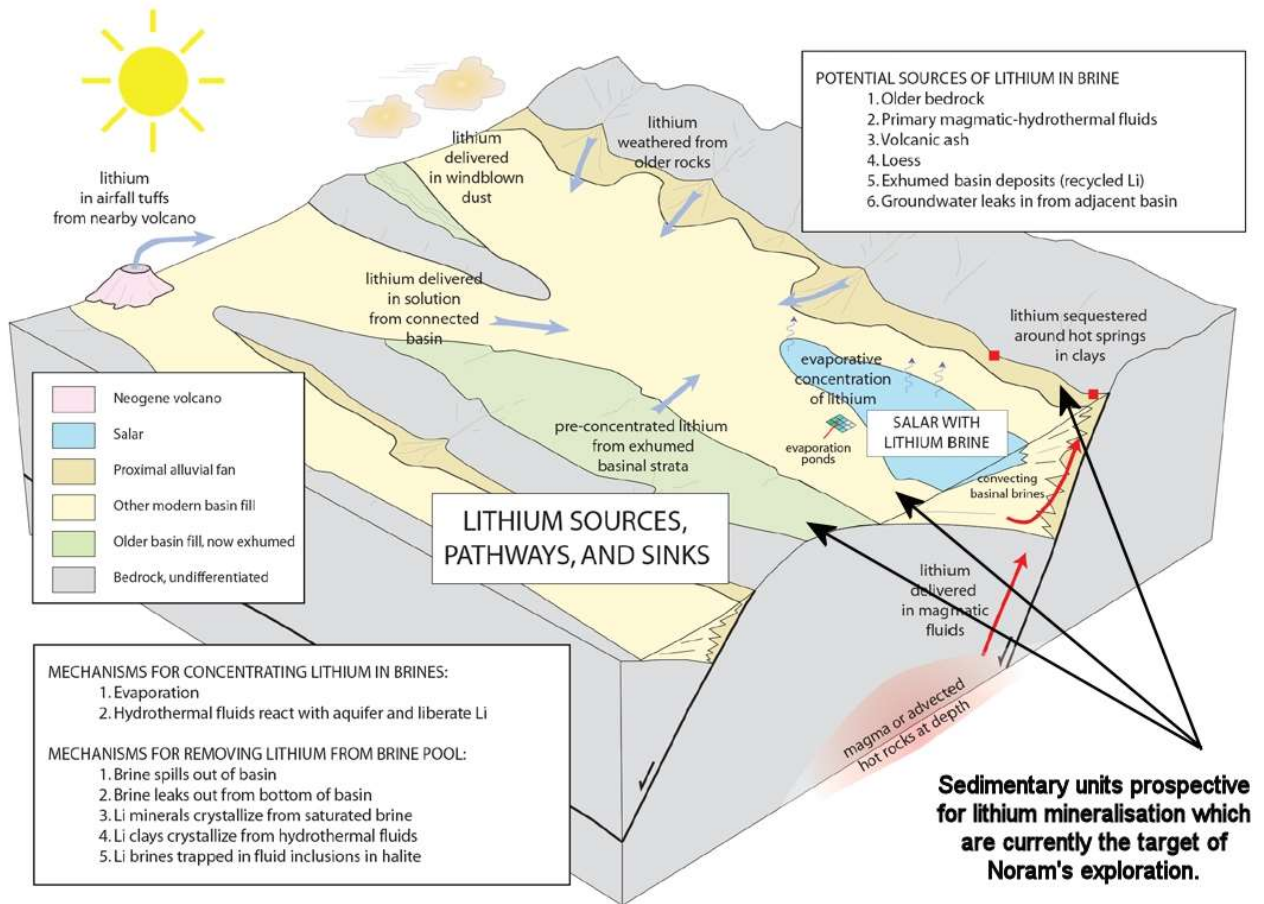 POTENTIAL SOURCES OF LITHIUM IN BRINE
1. Older bedrock
2. Primary magmatic-hydrothermal fluids
3. Volcanic ash
4. Loess
5. Exhumed basin deposits (recycled Li)
6. Groundwater leaks in from adjacent basin
lithium
delivered
in windblown
dust
lithium
weathered from
older rocks
lithium
in airfall tuffs
from nearby volcano
lithium delivered
in solution
from connected
basin
lithium sequestered
around hot springs
in clays
evaporative
concentration
of lithium
SALAR WITH
LITHIUM BRINE
evaporation
ponds
pre-concentrated lithium
from exhumed
basinal strata
convecting
basinal brines
Neogene volcano
Salar
Proximal alluvial fan
Other modern basin fill
Older basin fill, now exhumed
Bedrock, undifferentiated
LITHIUM SOURCES,
PATHWAYS, AND SINKS
lithium
delivered
in magmatic
fluids
magma or advected
hot rocks at depth
MECHANISMS FOR CONCENTRATING LITHIUM IN BRINES:
1. Evaporation
2. Hydrothermal fluids react with aquifer and liberate Li
MECHANISMS FOR REMOVING LITHIUM FROM BRINE POOL:
1. Brine spills out of basin
2. Brine leaks out from bottom of basin
3. Li minerals crystallize from saturated brine
4. Li clays crystallize from hydrothermal fluids
5. Li brines trapped in fluid inclusions in halite
Sedimentary units prospective
for lithium mineralisation which
are currently the target of
Noram's exploration.